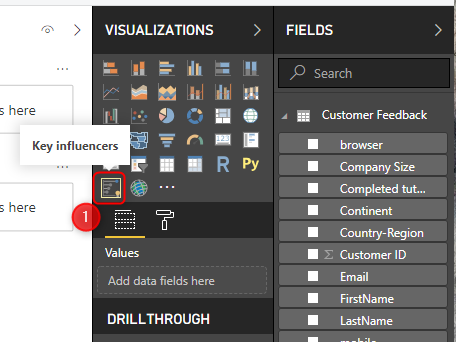 VISUALIZATIONS
FIELDS
Search
s here
Key influencers
s here
R
Py
123
1
Values
Add data fields here
DRILLTHROUGH
Customer Feedback
browser
Company Size
Completed tut...
Continent
Country-Region
Σ Customer ID
Email
FirstName
LastName